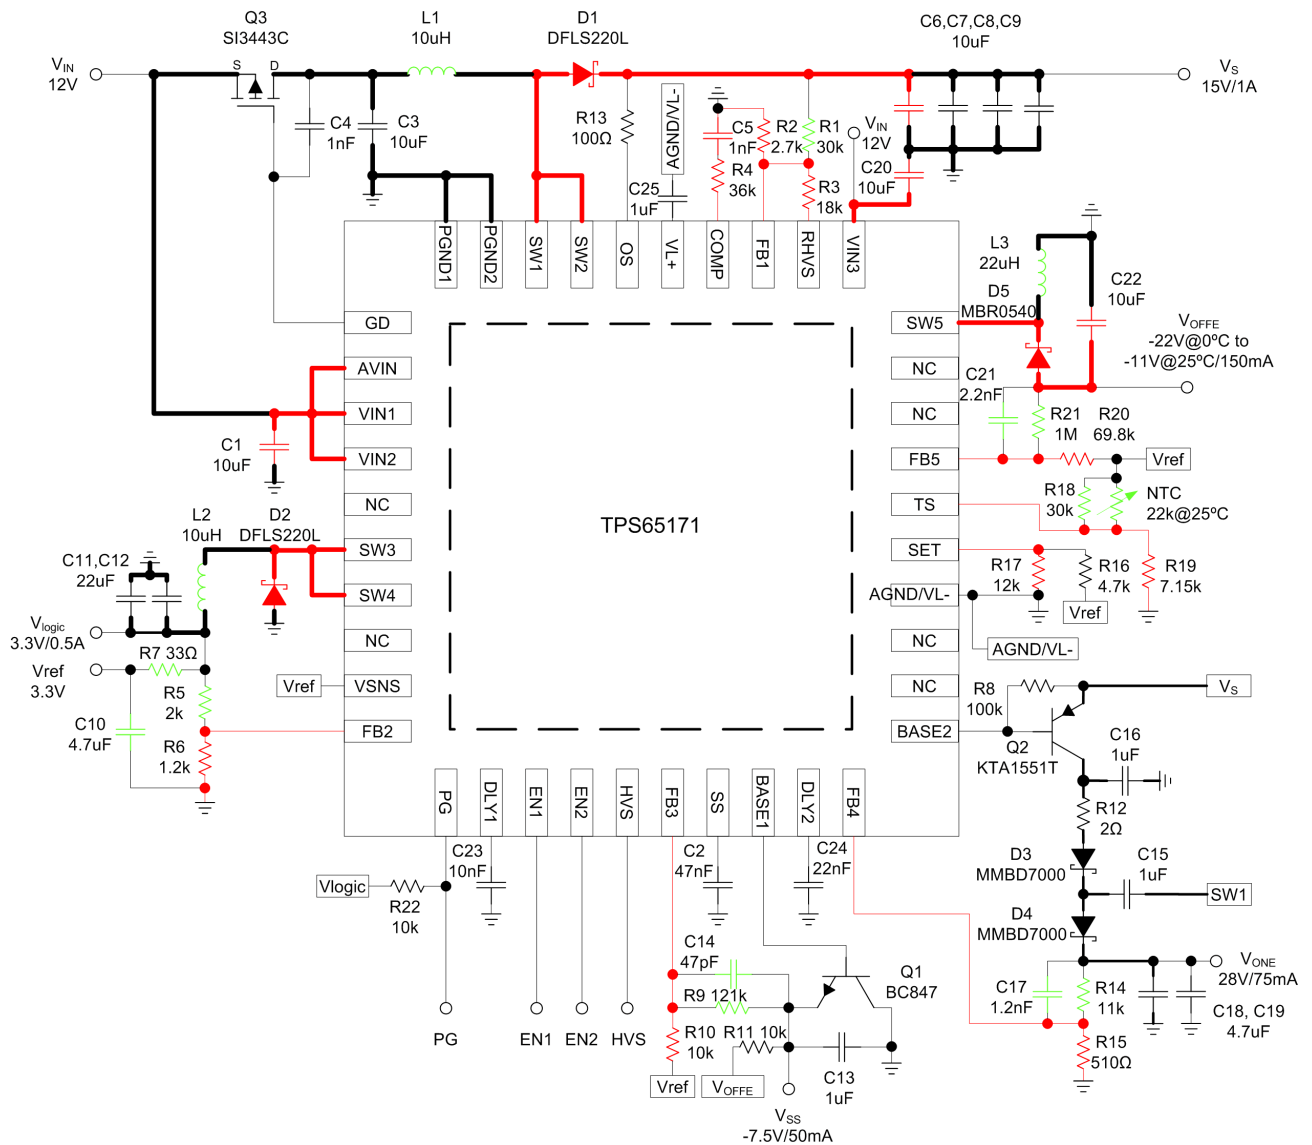 Q3
SI3443C
L1
10uH
D1
DFLS220L
C6,C7,C8,C9
10uF
VIN
12V
S
D
VS
15V/1A
C4
1nF
C3
10uF
R13
100Ω
AGND/VL-
C25
1uF
C5
1nF
R4
36k
R2
2.7k
R1
30k
R3
18k
VIN
12V
C20
10uF
PGND1
PGND2
SW1
SW2
OS
VL+
COMP
FB1
RHVS
VIN3
GD
AVIN
VIN1
VIN2
NC
SW3
SW4
NC
VSNS
FB2
C1
10uF
L2
10uH
D2
DFLS220L
C11,C12
22uF
Vlogic
3.3V/0.5A
Vref
3.3V
R7 33Ω
R5
2k
C10
4.7uF
R6
1.2k
Vref
TPS65171
SW5
NC
NC
FB5
TS
SET
AGND/VL-
NC
NC
BASE2
L3
22uH
D5
MBR0540
C22
10uF
VOFFE
-22V@0ºC to
-11V@25ºC/150mA
C21
2.2nF
R21
1M
R20
69.8k
Vref
R18
30k
NTC
22k@25ºC
R17
12k
R16
4.7k
R19
7.15k
Vref
AGND/VL-
R8
100k
VS
Q2
KTA1551T
C16
1uF
R12
2Ω
D3
MMBD7000
C15
1uF
SW1
D4
MMBD7000
VONE
28V/75mA
C17
1.2nF
R14
11k
C18, C19
4.7uF
R15
510Ω
PG
DLY1
EN1
EN2
HVS
FB3
SS
BASE1
DLY2
FB4
Vlogic
R22
10k
C23
10nF
C2
47nF
C24
22nF
C14
47pF
R9 121k
Q1
BC847
R10
10k
R11 10k
Vref
VOFFE
C13
1uF
PG
EN1
EN2
HVS
VSS
-7.5V/50mA